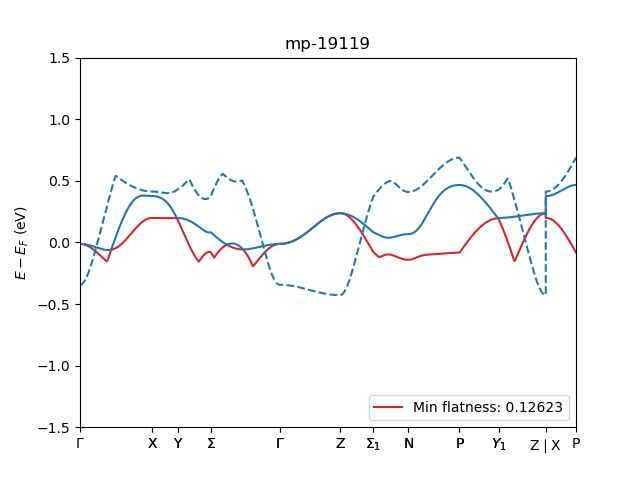 mp-19119
1.5
1.0
0.5
0.0
−0.5
−1.0
−1.5
E − E_F (eV)
Min flatness: 0.12623
Γ X Y Σ Γ Z Σ₁ N P Y₁ Z | X P